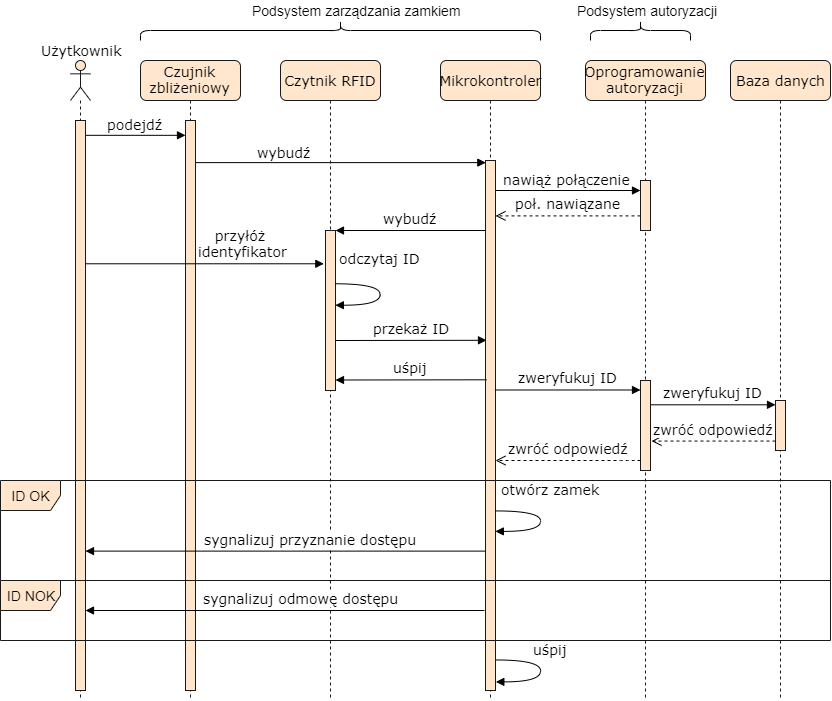 Podsystem zarządzania zamkiem
Podsystem autoryzacji
Użytkownik
Czujnik
zbliżeniowy
Czytnik RFID
Mikrokontroler
Oprogramowanie
autoryzacji
Baza danych
podejdź
wybudź
nawiąż połączenie
poł. nawiązane
wybudź
przyłóż
identyfikator
odczytaj ID
przekaż ID
uśpij
zweryfukuj ID
zweryfukuj ID
zwróć odpowiedź
zwróć odpowiedź
ID OK
otwórz zamek
sygnalizuj przyznanie dostępu
ID NOK
sygnalizuj odmowę dostępu
uśpij